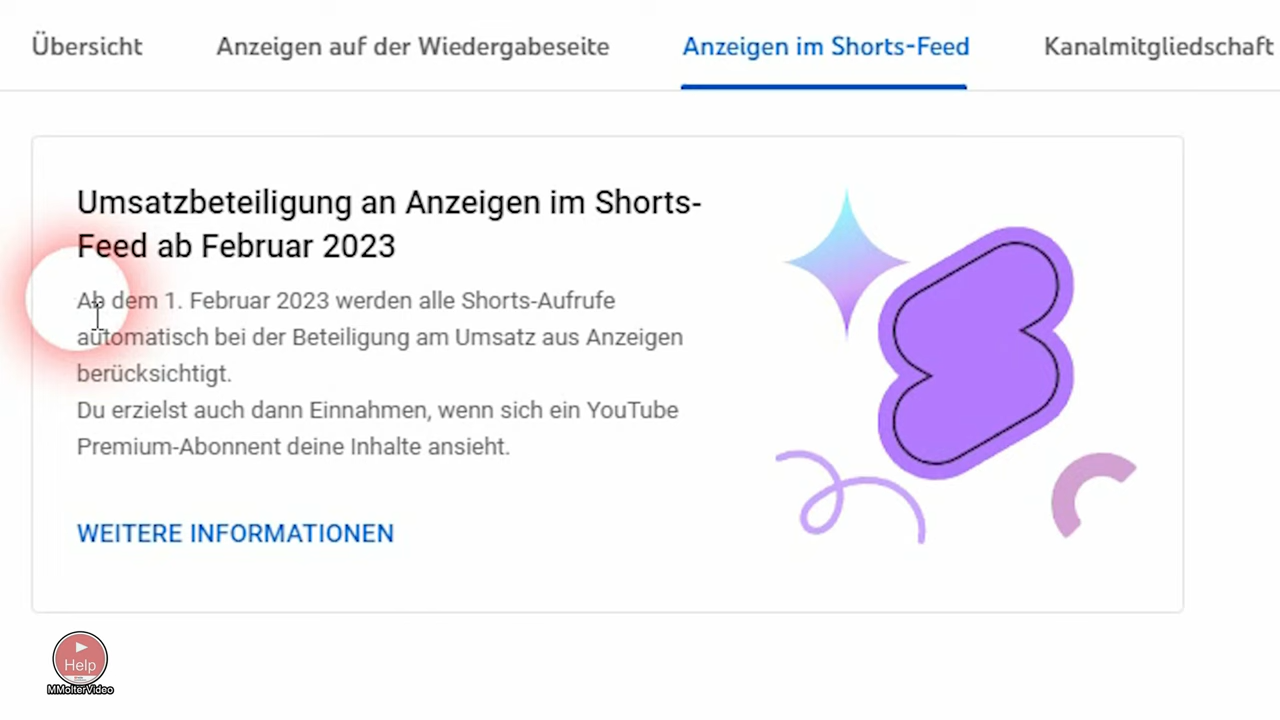 Übersicht Anzeigen auf der Wiedergabeseite Anzeigen im Shorts-Feed Kanalmitgliedschaft
Umsatzbeteiligung an Anzeigen im Shorts-
Feed ab Februar 2023
Ab dem 1. Februar 2023 werden alle Shorts-Aufrufe
automatisch bei der Beteiligung am Umsatz aus Anzeigen
berücksichtigt.
Du erzielst auch dann Einnahmen, wenn sich ein YouTube
Premium-Abonnent deine Inhalte ansieht.
WEITERE INFORMATIONEN
Help
MMolterVideo